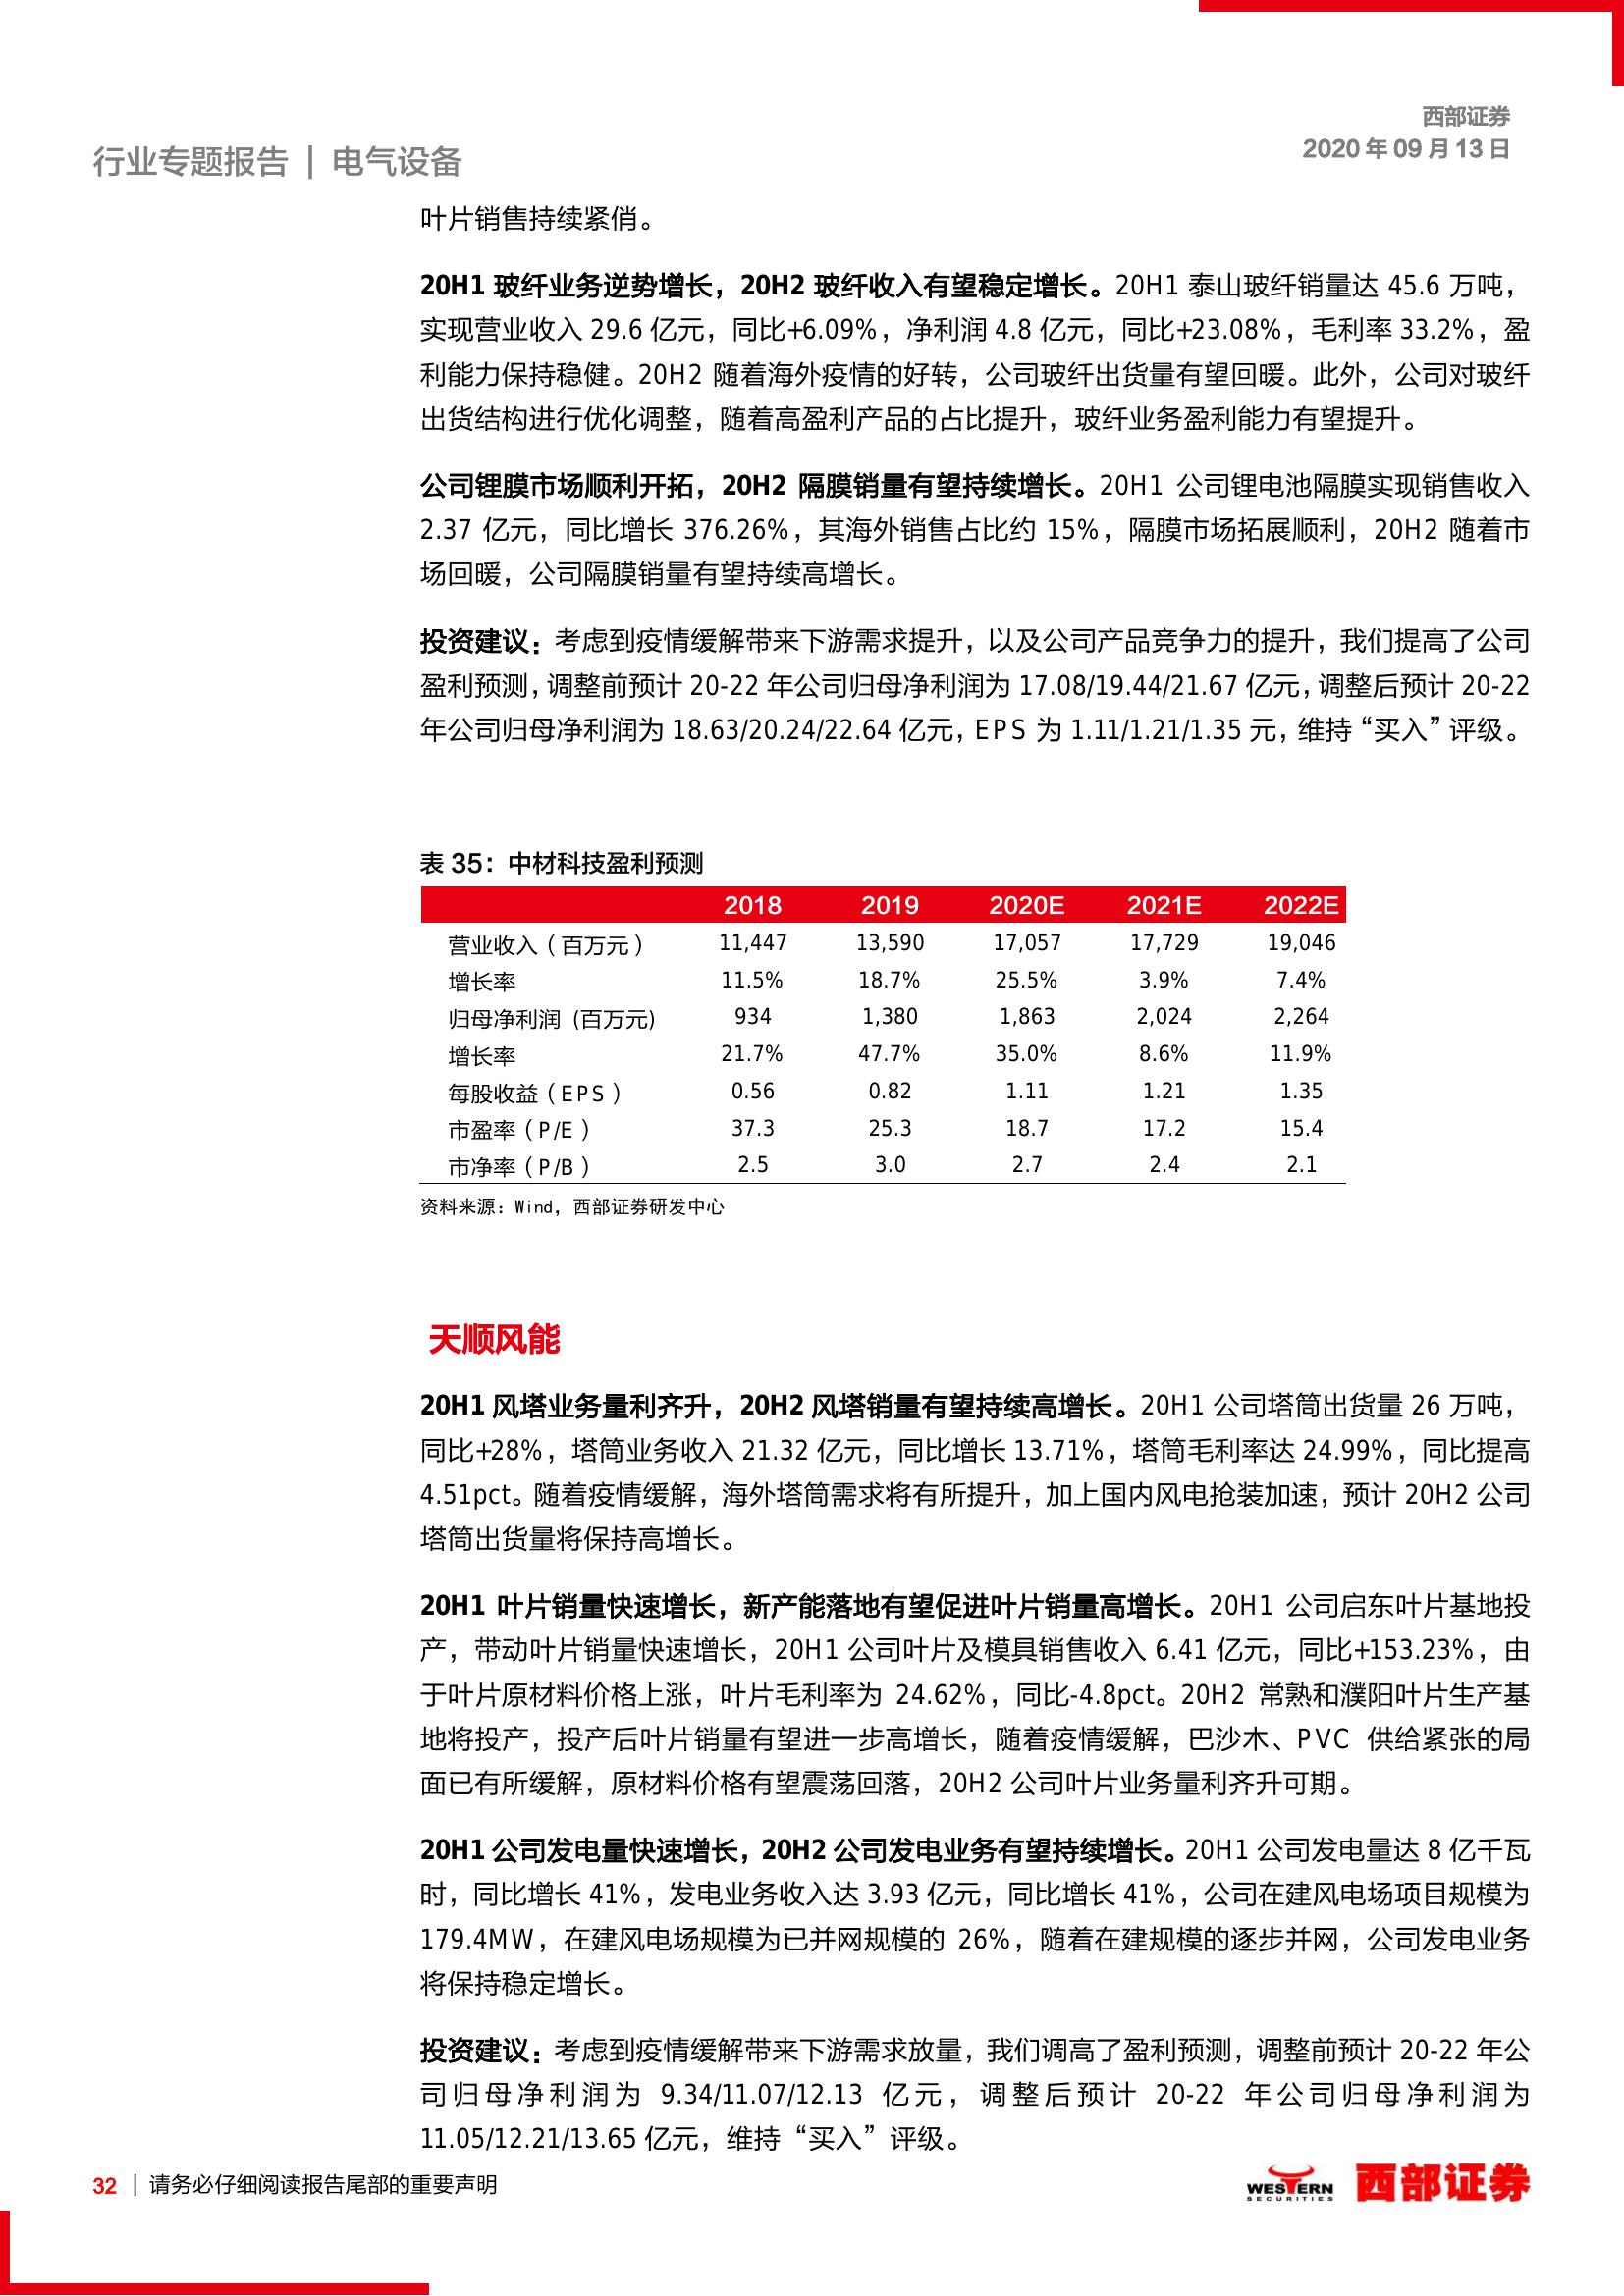 西部证券
2020 年 09 月 13 日
行业专题报告 | 电气设备
叶片销售持续紧俏。
20H1 玻纤业务逆势增长，20H2 玻纤收入有望稳定增长。20H1 泰山玻纤销量达 45.6 万吨，
实现营业收入 29.6 亿元，同比+6.09%，净利润 4.8 亿元，同比+23.08%，毛利率 33.2%，盈
利能力保持稳健。20H2 随着海外疫情的好转，公司玻纤出货量有望回暖。此外，公司对玻纤
出货结构进行优化调整，随着高盈利产品的占比提升，玻纤业务盈利能力有望提升。
公司锂膜市场顺利开拓，20H2 隔膜销量有望持续增长。20H1 公司锂电池隔膜实现销售收入
2.37 亿元，同比增长 376.26%，其海外销售占比约 15%，隔膜市场拓展顺利，20H2 随着市
场回暖，公司隔膜销量有望持续高增长。
投资建议：考虑到疫情缓解带来下游需求提升，以及公司产品竞争力的提升，我们提高了公司
盈利预测，调整前预计 20-22 年公司归母净利润为 17.08/19.44/21.67 亿元，调整后预计 20-22
年公司归母净利润为 18.63/20.24/22.64 亿元，EPS 为 1.11/1.21/1.35 元，维持“买入”评级。
表 35：中材科技盈利预测
2018 2019 2020E 2021E 2022E
营业收入（百万元） 11,447 13,590 17,057 17,729 19,046
增长率 11.5% 18.7% 25.5% 3.9% 7.4%
归母净利润 (百万元) 934 1,380 1,863 2,024 2,264
增长率 21.7% 47.7% 35.0% 8.6% 11.9%
每股收益（EPS） 0.56 0.82 1.11 1.21 1.35
市盈率（P/E） 37.3 25.3 18.7 17.2 15.4
市净率（P/B） 2.5 3.0 2.7 2.4 2.1
资料来源：Wind，西部证券研发中心
天顺风能
20H1 风塔业务量利齐升，20H2 风塔销量有望持续高增长。20H1 公司塔筒出货量 26 万吨，
同比+28%，塔筒业务收入 21.32 亿元，同比增长 13.71%，塔筒毛利率达 24.99%，同比提高
4.51pct。随着疫情缓解，海外塔筒需求将有所提升，加上国内风电抢装加速，预计 20H2 公司
塔筒出货量将保持高增长。
20H1 叶片销量快速增长，新产能落地有望促进叶片销量高增长。20H1 公司启东叶片基地投
产，带动叶片销量快速增长，20H1 公司叶片及模具销售收入 6.41 亿元，同比+153.23%，由
于叶片原材料价格上涨，叶片毛利率为 24.62%，同比-4.8pct。20H2 常熟和濮阳叶片生产基
地将投产，投产后叶片销量有望进一步高增长，随着疫情缓解，巴沙木、PVC 供给紧张的局
面已有所缓解，原材料价格有望震荡回落，20H2 公司叶片业务量利齐升可期。
20H1 公司发电量快速增长，20H2 公司发电业务有望持续增长。20H1 公司发电量达 8 亿千瓦
时，同比增长 41%，发电业务收入达 3.93 亿元，同比增长 41%，公司在建风电场项目规模为
179.4MW，在建风电场规模为已并网规模的 26%，随着在建规模的逐步并网，公司发电业务
将保持稳定增长。
投资建议：考虑到疫情缓解带来下游需求放量，我们调高了盈利预测，调整前预计 20-22 年公
司归母净利润为 9.34/11.07/12.13 亿元，调整后预计 20-22 年公司归母净利润为
11.05/12.21/13.65 亿元，维持“买入”评级。
32 | 请务必仔细阅读报告尾部的重要声明
WESTERN
SECURITIES
西部证券